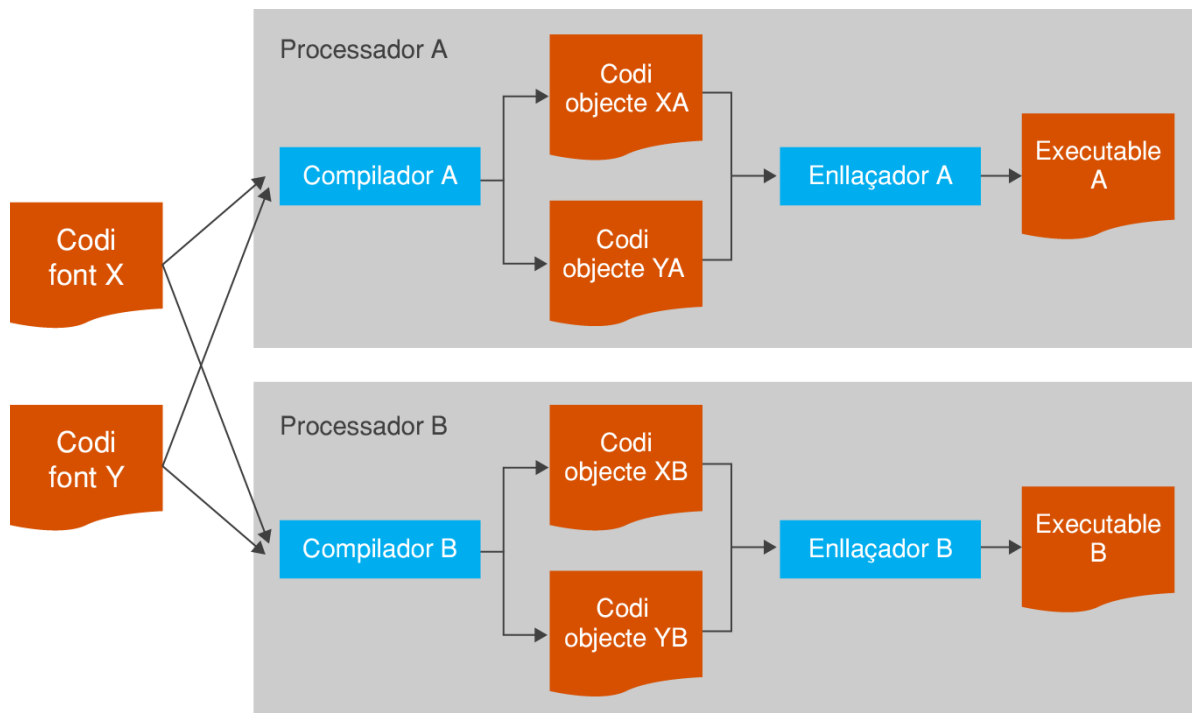 Processador A
Codi
objecte XA
Compilador A
Codi
objecte YA
Enllaçador A
Executable
A
Codi
font X
Codi
font Y
Processador B
Codi
objecte XB
Compilador B
Codi
objecte YB
Enllaçador B
Executable
B